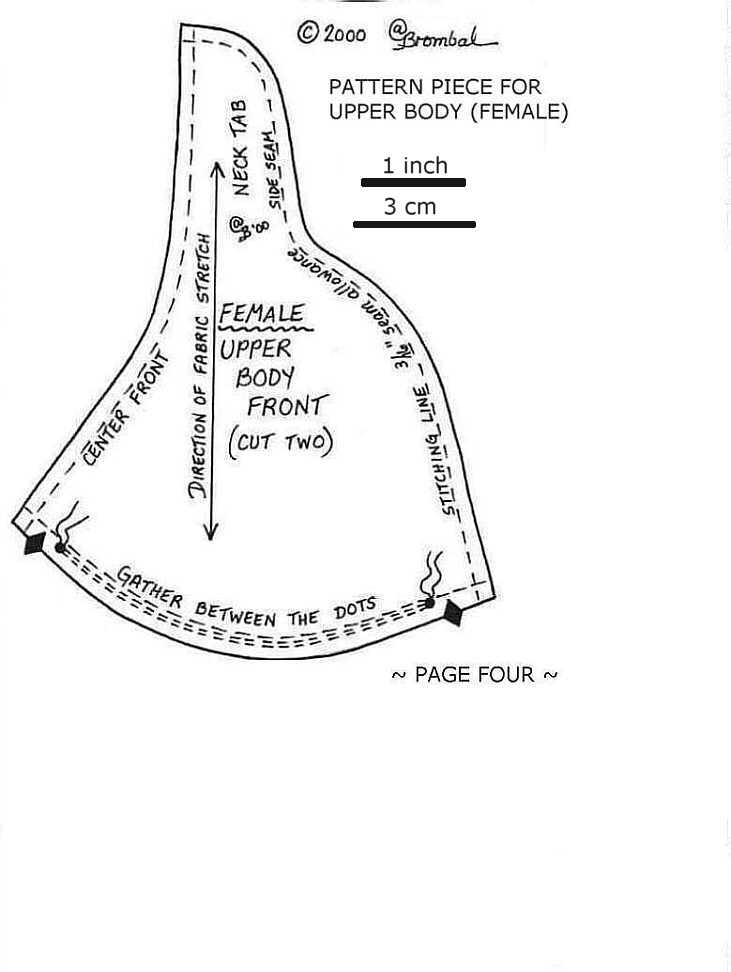 © 2000 @Brombal
PATTERN PIECE FOR
UPPER BODY (FEMALE)
1 inch
3 cm
NECK TAB
SIDE SEAM
@B.'00
3/16" seam allowance
DIRECTION OF FABRIC STRETCH
FEMALE
UPPER
BODY
FRONT
(CUT TWO)
CENTER FRONT
STITCHING LINE
GATHER BETWEEN THE DOTS
~ PAGE FOUR ~